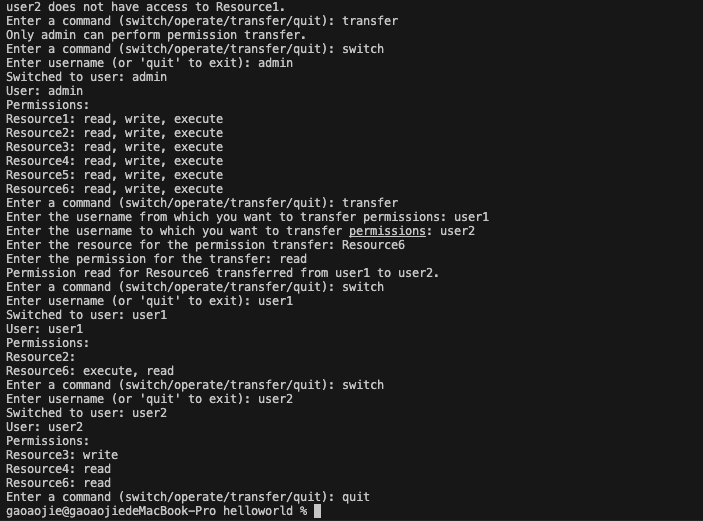 user2 does not have access to Resource1.
Enter a command (switch/operate/transfer/quit): transfer
Only admin can perform permission transfer.
Enter a command (switch/operate/transfer/quit): switch
Enter username (or 'quit' to exit): admin
Switched to user: admin
User: admin
Permissions:
Resource1: read, write, execute
Resource2: read, write, execute
Resource3: read, write, execute
Resource4: read, write, execute
Resource5: read, write, execute
Resource6: read, write, execute
Enter a command (switch/operate/transfer/quit): transfer
Enter the username from which you want to transfer permissions: user1
Enter the username to which you want to transfer permissions: user2
Enter the resource for the permission transfer: Resource6
Enter the permission for the transfer: read
Permission read for Resource6 transferred from user1 to user2.
Enter a command (switch/operate/transfer/quit): switch
Enter username (or 'quit' to exit): user1
Switched to user: user1
User: user1
Permissions:
Resource2:
Resource6: execute, read
Enter a command (switch/operate/transfer/quit): switch
Enter username (or 'quit' to exit): user2
Switched to user: user2
User: user2
Permissions:
Resource3: write
Resource4: read
Resource6: read
Enter a command (switch/operate/transfer/quit): quit
gaoaojie@gaoaojiedeMacBook-Pro helloworld %